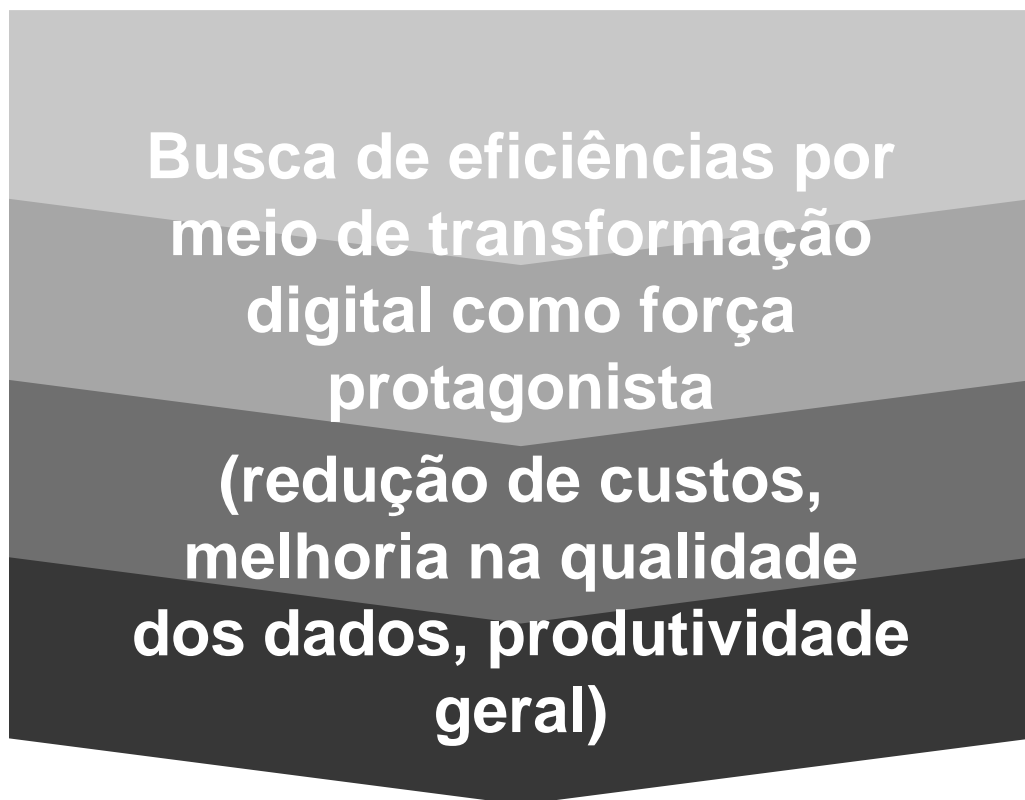 Busca de eficiências por
meio de transformação
digital como força
protagonista
(redução de custos,
melhoria na qualidade
dos dados, produtividade
geral)